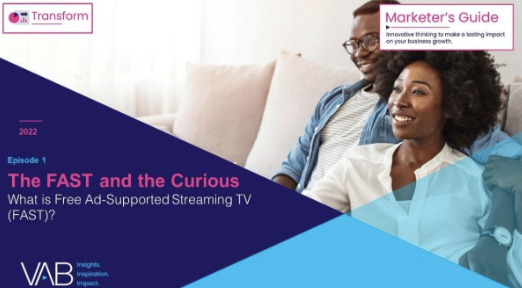 Transform
Marketer's Guide
Innovative thinking to make a lasting impact
on your business growth.
2022
Episode 1
The FAST and the Curious
What is Free Ad-Supported Streaming TV
(FAST)?
VAB
Insights.
Inspiration.
Impact.